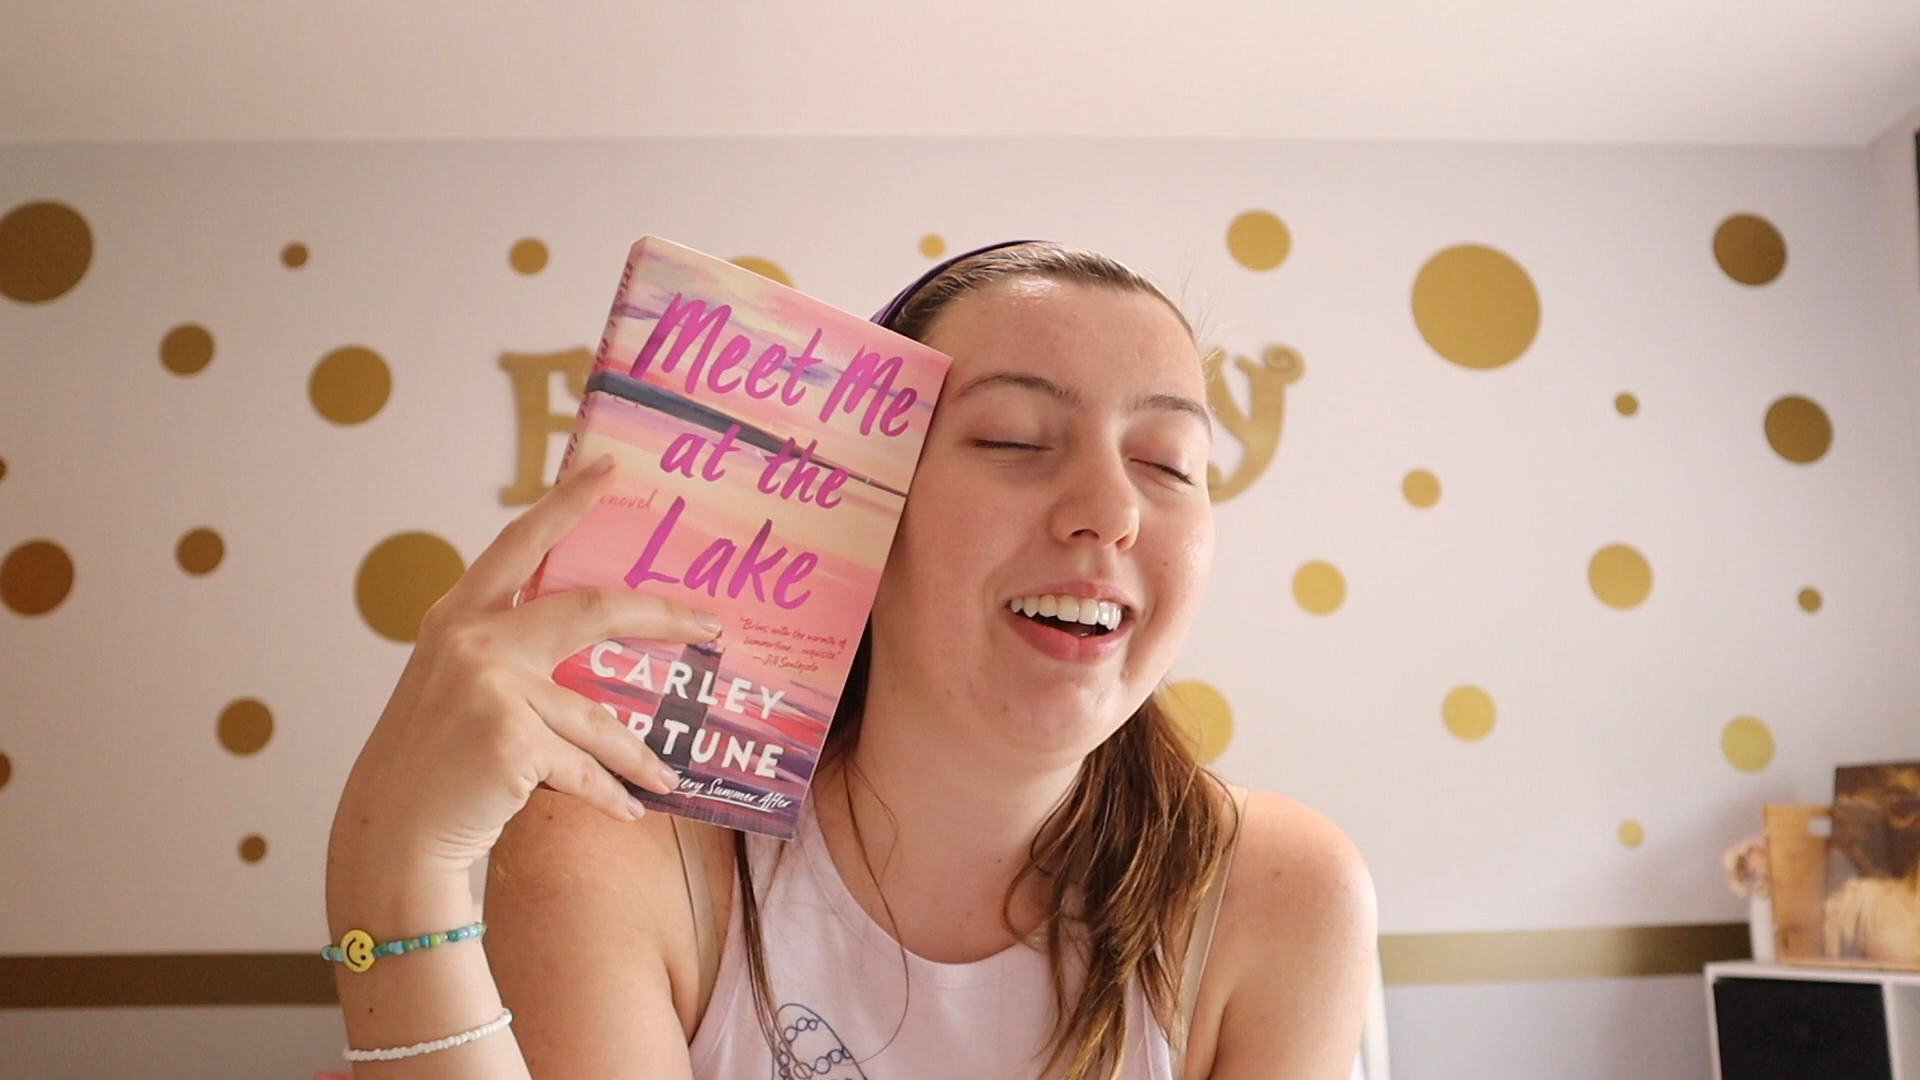 Meet Me
at the
novel
Lake
"Brims with the warmth of
summertime... exquisite."
—Jill Santopolo
CARLEY
ORTUNE
Every Summer After
E
y